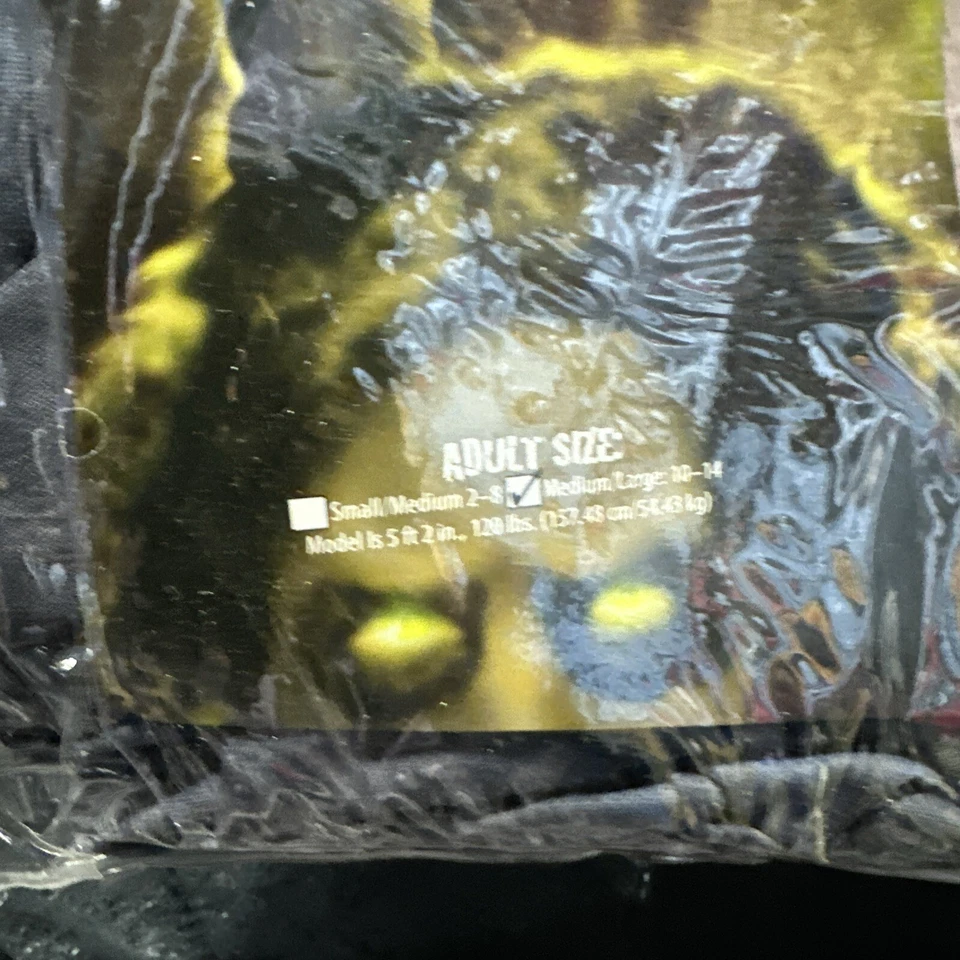 ADULT SIZE:
Small/Medium 2-8 Medium/Large: 10-14
Model Is 5 ft 2 in., 120 lbs. (157.48 cm/54.43 kg)